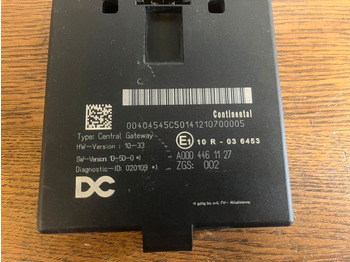 Continental
00404545C50141210700005
Type: Central Gateway
HW-Version : 10-33
E1 10 R - 03 6453
SW-Version 10-50-0 *)
A000 446 11 27
Diagnostic-ID: 020109 *)
ZGS: 002
DC